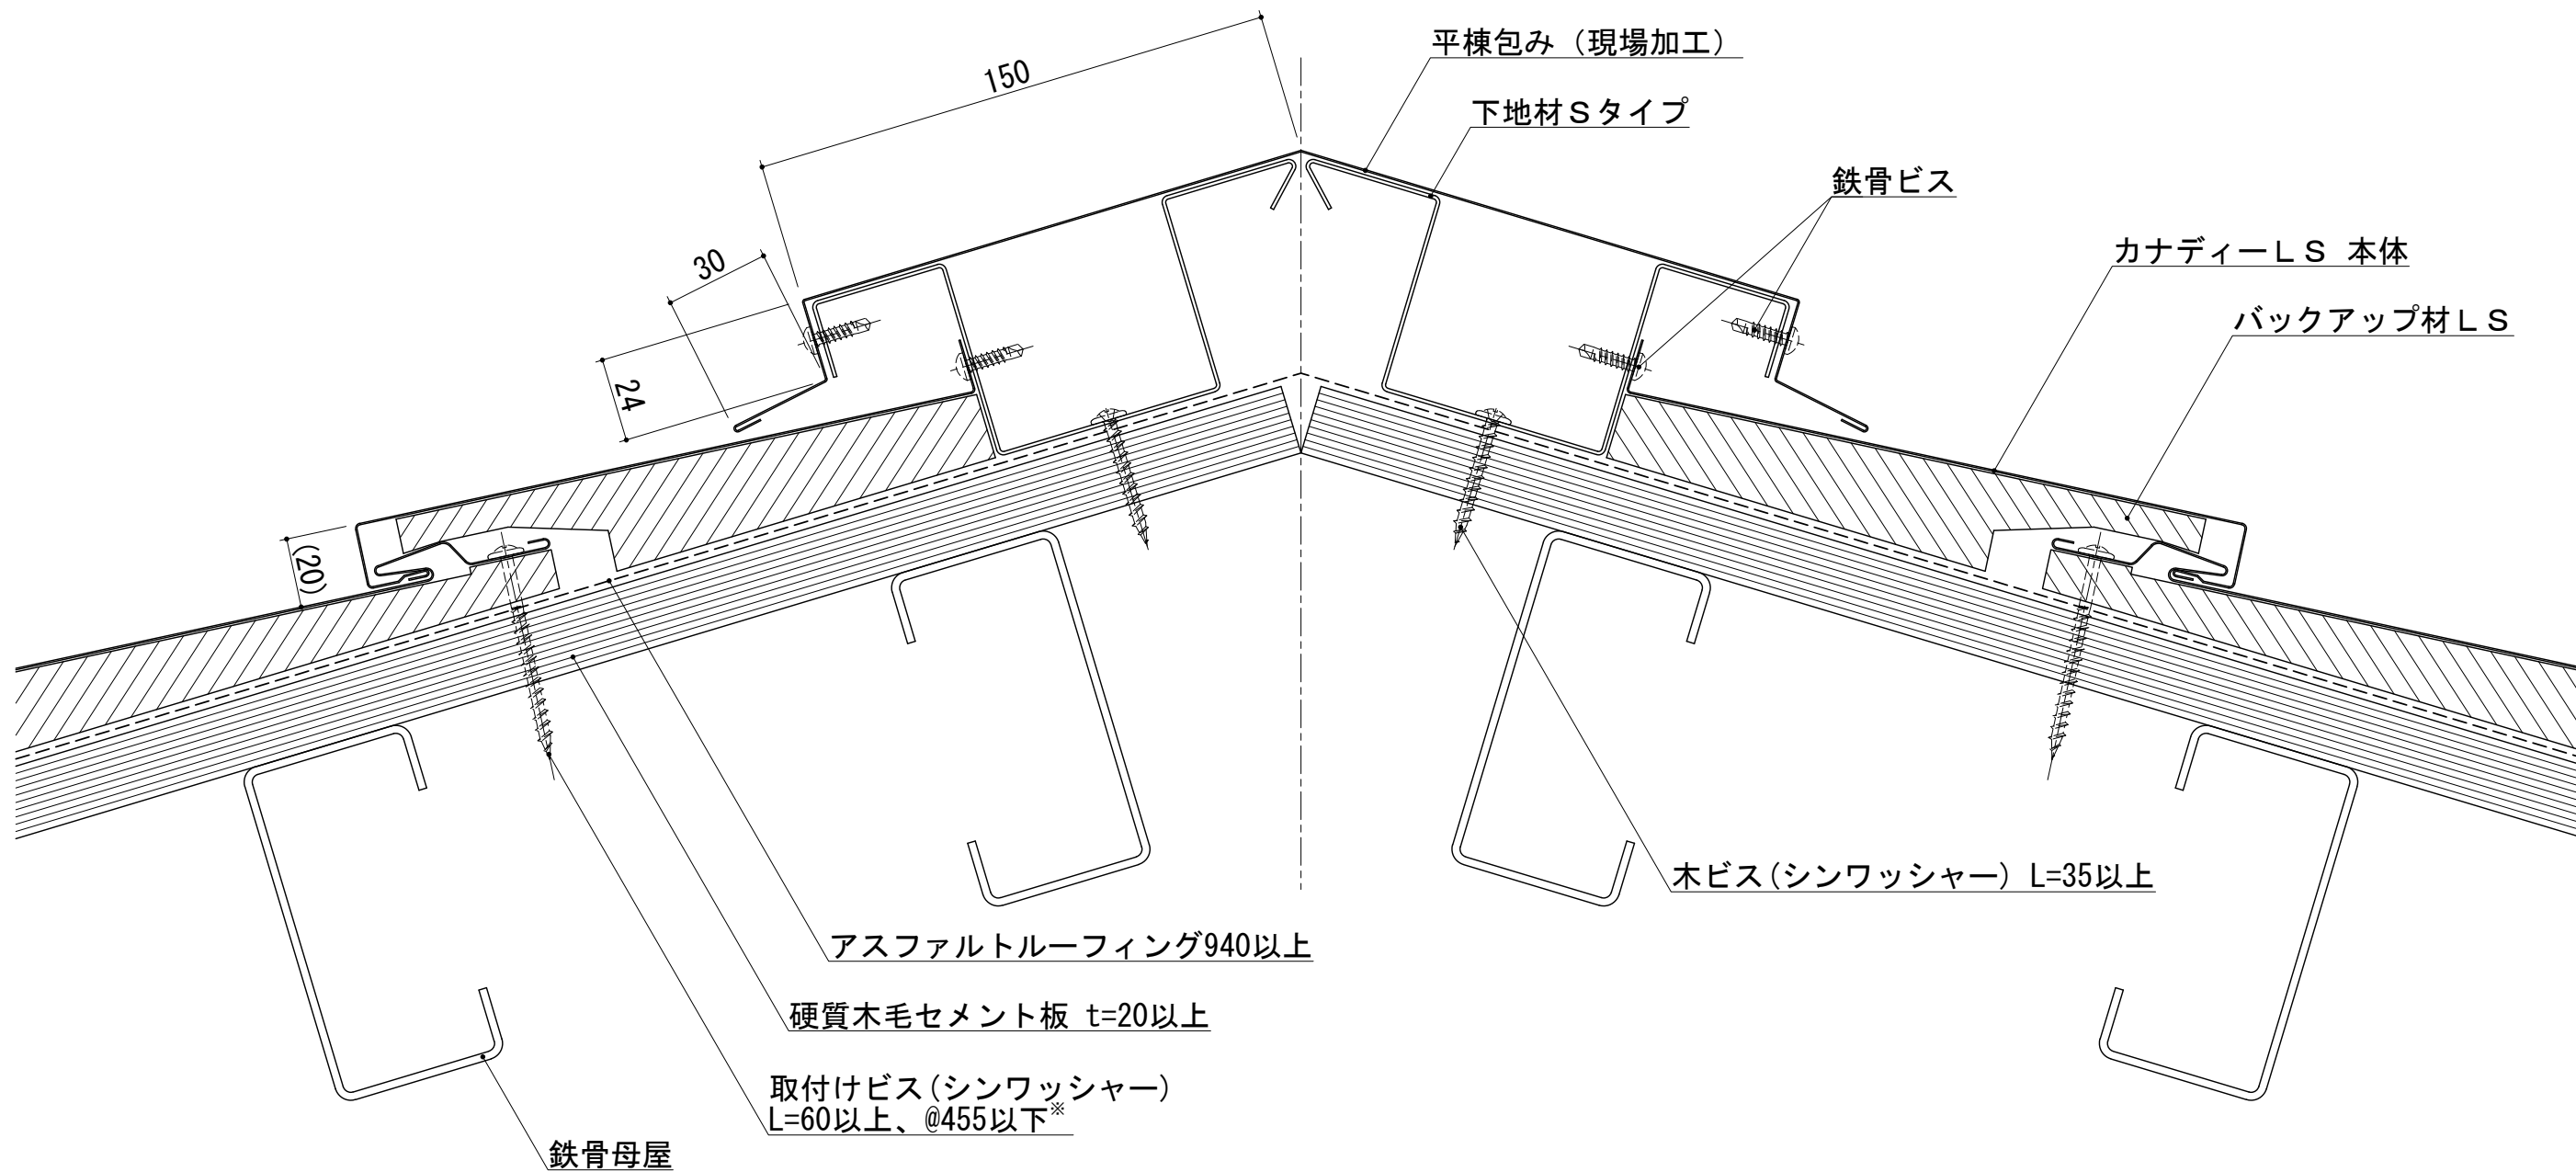 平棟包み（現場加工）
150
下地材Ｓタイプ
鉄骨ビス
カナディーＬＳ 本体
30
バックアップ材ＬＳ
24
(20)
木ビス(シンワッシャー) L=35以上
アスファルトルーフィング940以上
硬質木毛セメント板 t=20以上
取付けビス(シンワッシャー)
L=60以上、@455以下※
鉄骨母屋